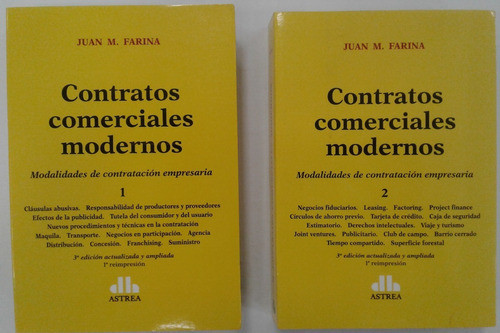 JUAN M. FARINA
Contratos
comerciales
modernos
Modalidades de contratación empresaria
1
Cláusulas abusivas. Responsabilidad de productores y proveedores
Efectos de la publicidad. Tutela del consumidor y del usuario
Nuevos procedimientos y técnicas en la contratación
Maquila. Transporte. Negocios en participación. Agencia
Distribución. Concesión. Franchising. Suministro
3ª edición actualizada y ampliada
1ª reimpresión
ASTREA
JUAN M. FARINA
Contratos
comerciales
modernos
Modalidades de contratación empresaria
2
Negocios fiduciarios. Leasing. Factoring. Project finance
Círculos de ahorro previo. Tarjeta de crédito. Caja de seguridad
Estimatorio. Derechos intelectuales. Viaje y turismo
Joint ventures. Publicitario. Club de campo. Barrio cerrado
Tiempo compartido. Superficie forestal
3ª edición actualizada y ampliada
1ª reimpresión
ASTREA